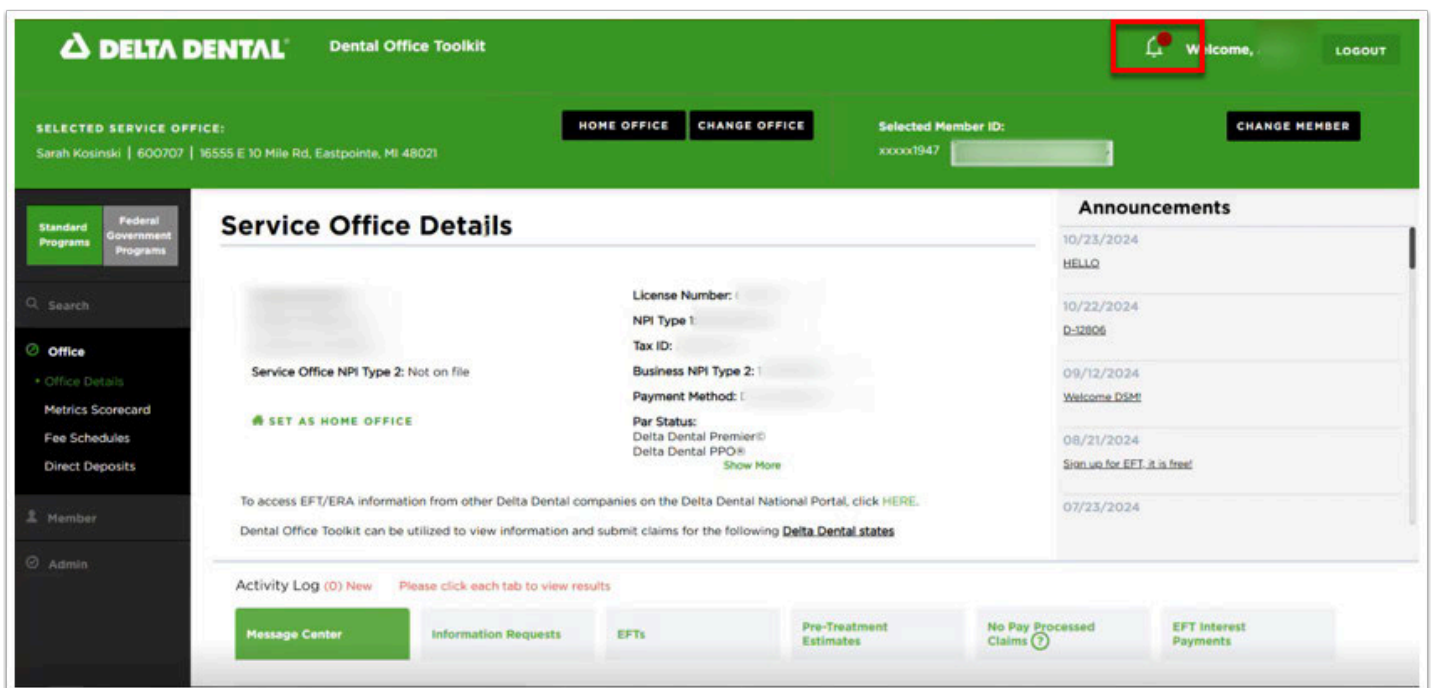 DELTA DENTAL®
Dental Office Toolkit
Welcome,
LOGOUT
SELECTED SERVICE OFFICE:
Sarah Kosinski | 600707 | 16555 E 10 Mile Rd, Eastpointe, MI 48021
HOME OFFICE
CHANGE OFFICE
Selected Member ID:
xxxxx1947
CHANGE MEMBER
Standard Programs
Federal Government Programs
Search
Office
• Office Details
Metrics Scorecard
Fee Schedules
Direct Deposits
Member
Admin
Service Office Details
Service Office NPI Type 2: Not on file
SET AS HOME OFFICE
License Number:
NPI Type 1:
Tax ID:
Business NPI Type 2: 1
Payment Method:
Par Status:
Delta Dental Premier©
Delta Dental PPO®
Show More
To access EFT/ERA information from other Delta Dental companies on the Delta Dental National Portal, click HERE.
Dental Office Toolkit can be utilized to view information and submit claims for the following Delta Dental states
Announcements
10/23/2024
HELLO
10/22/2024
D-12806
09/12/2024
Welcome DSM!
08/21/2024
Sign up for EFT, it is free!
07/23/2024
Activity Log (0) New Please click each tab to view results
Message Center
Information Requests
EFTs
Pre-Treatment Estimates
No Pay Processed Claims ?
EFT Interest Payments